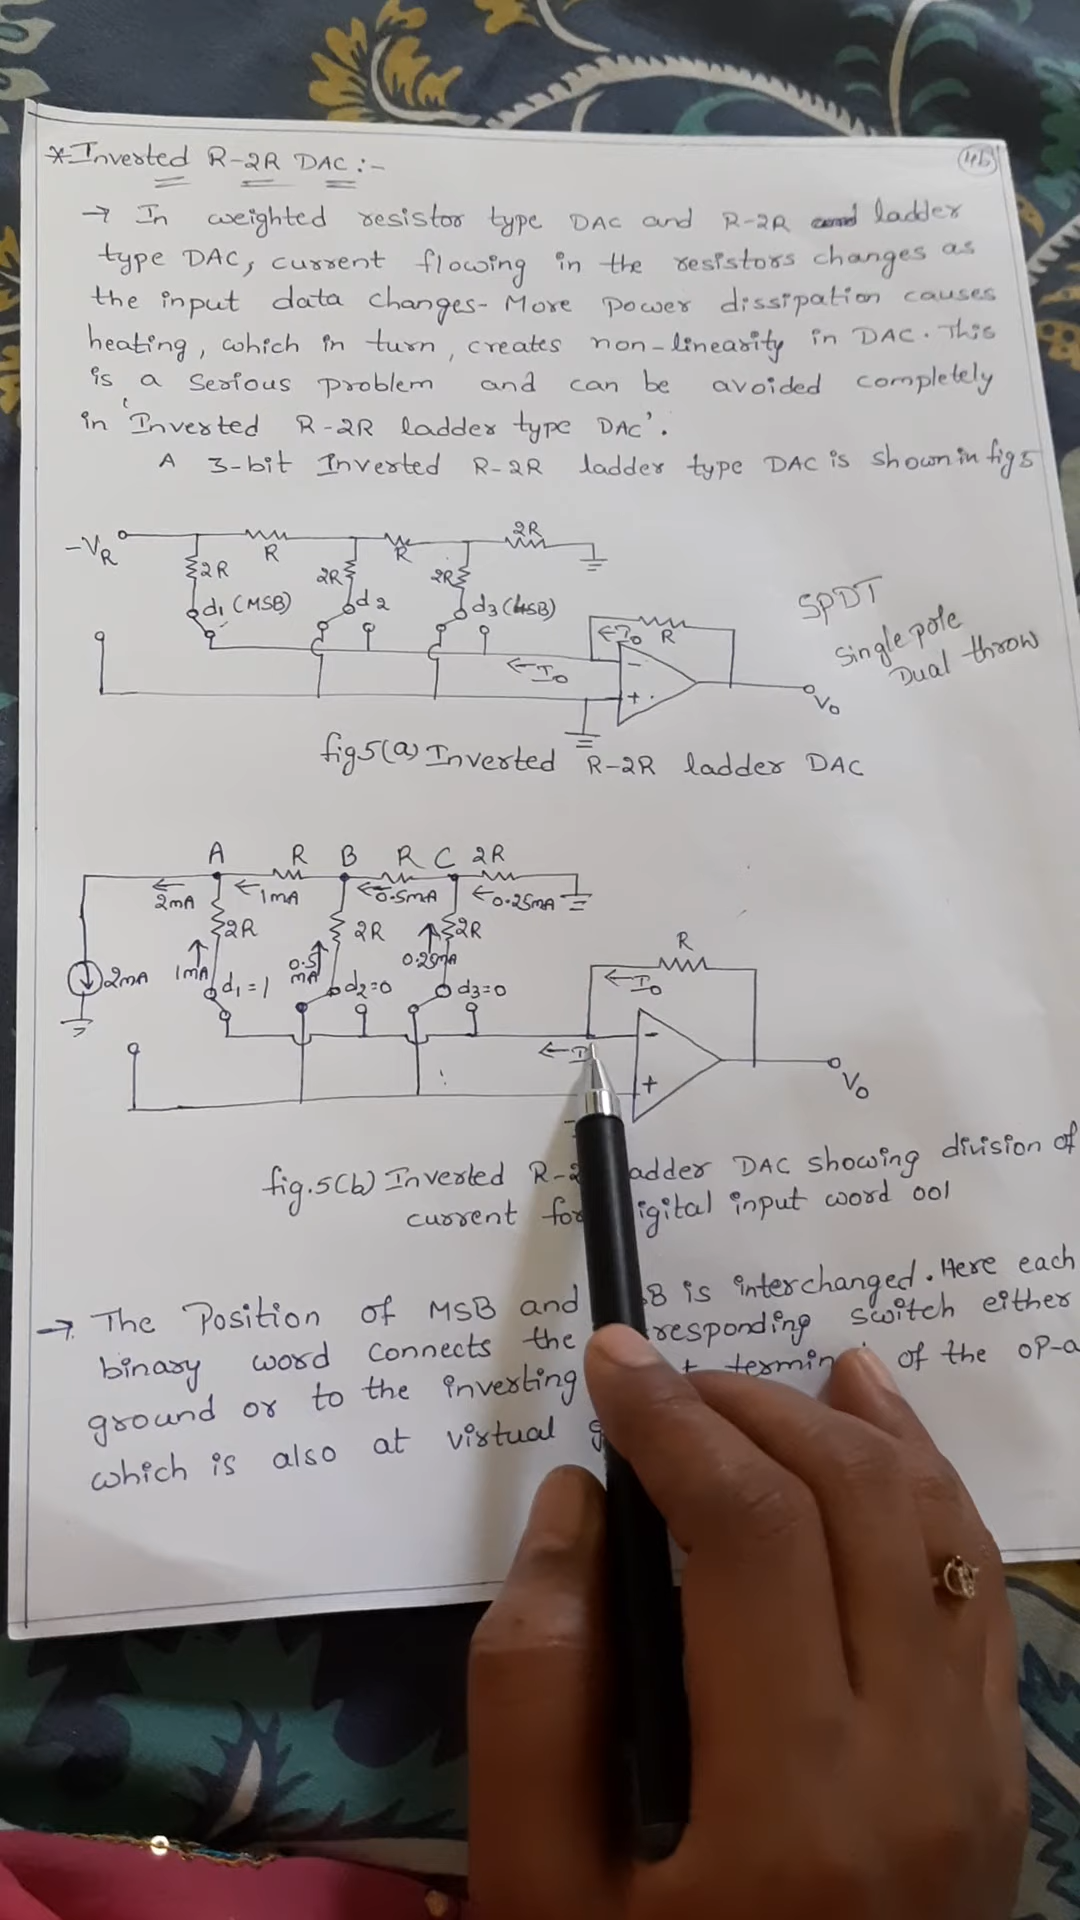 *Inverted R-2R DAC :-
→ In weighted resistor type DAC and R-2R ladder
type DAC, current flowing in the resistors changes as
the input data changes- More power dissipation causes
heating, which in turn, creates non-linearity in DAC. This
is a serious problem and can be avoided completely
in 'Inverted R-2R ladder type DAC'.
A 3-bit Inverted R-2R ladder type DAC is shown in fig 5
-VR R R 2R
2R 2R 2R
d1 (MSB) d2 d3 (LSB)
←Io R
←Io
- + Vo
SPDT
Single pole
Dual throw
fig5(a) Inverted R-2R ladder DAC
A R B R C 2R
2mA ←1mA ←0.5mA ←0.25mA
2R 2R 2R
2mA 1mA 0.5 mA 0.25mA
d1=1 d2=0 d3=0
R
←Io
←I
- + Vo
fig.5(b) Inverted R-2 adder DAC showing division of
current for igital input word 001
→ The Position of MSB and B is interchanged. Here each
binary word connects the responding switch either
ground or to the inverting t termin of the op-a
which is also at virtual g